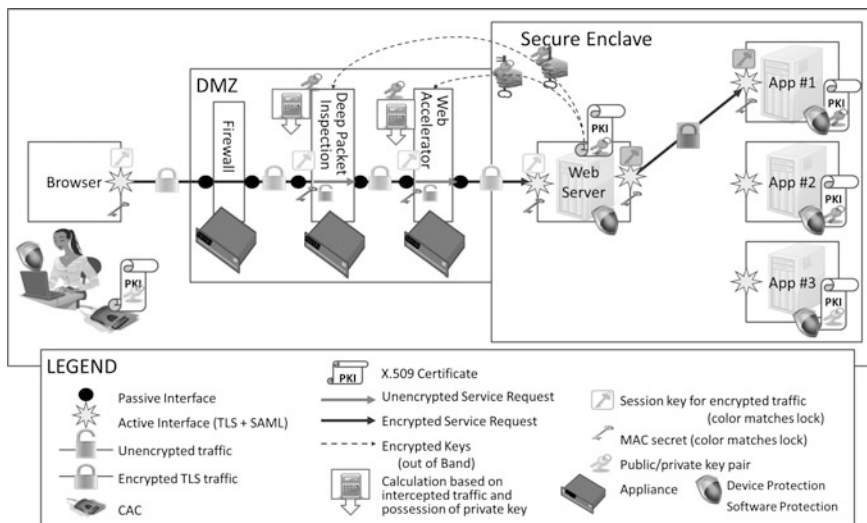 Secure Enclave
DMZ
App #1
PKI
Firewall
Deep Packet
Inspection
Web
Accelerator
PKI
Browser
Web
Server
App #2
PKI
PKI
App #3
PKI
LEGEND
Passive Interface
Active Interface (TLS + SAML)
Unencrypted traffic
Encrypted TLS traffic
CAC
PKI
X.509 Certificate
Unencrypted Service Request
Encrypted Service Request
Encrypted Keys
(out of Band)
Calculation based on
intercepted traffic and
possession of private key
Session key for encrypted traffic
(color matches lock)
MAC secret (color matches lock)
Public/private key pair
Appliance
Device Protection
Software Protection